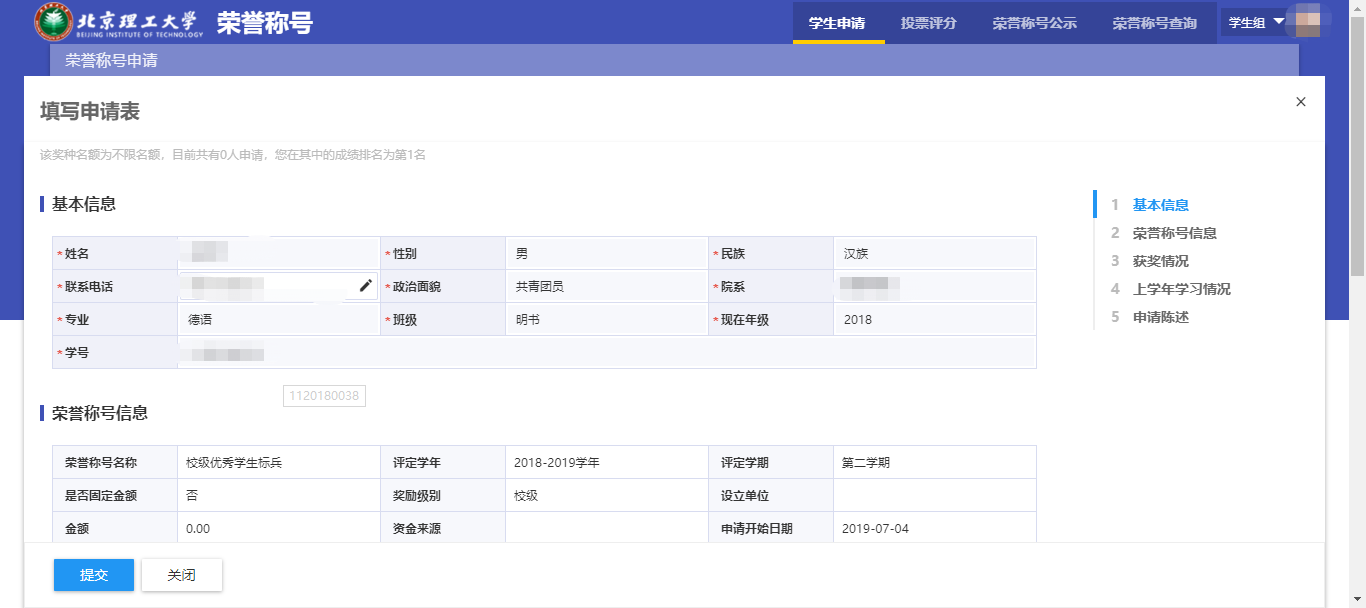 北京理工大学 荣誉称号
BEIJING INSTITUTE OF TECHNOLOGY
学生申请 投票评分 荣誉称号公示 荣誉称号查询 学生组
荣誉称号申请
填写申请表
该奖种名额为不限名额，目前共有0人申请，您在其中的成绩排名为第1名
基本信息
*姓名 *性别 男 *民族 汉族
*联系电话 *政治面貌 共青团员 *院系
*专业 德语 *班级 明书 *现在年级 2018
*学号
1120180038
荣誉称号信息
荣誉称号名称 校级优秀学生标兵 评定学年 2018-2019学年 评定学期 第二学期
是否固定金额 否 奖励级别 校级 设立单位
金额 0.00 资金来源 申请开始日期 2019-07-04
提交 关闭
1 基本信息
2 荣誉称号信息
3 获奖情况
4 上学年学习情况
5 申请陈述